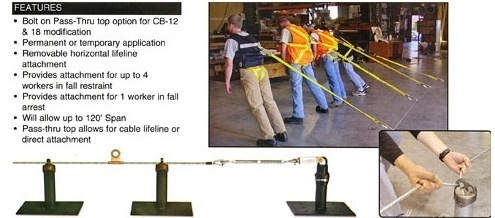 FEATURES
• Bolt on Pass-Thru top option for CB-12
& 18 modification
• Permanent or temporary application
• Removable horizontal lifeline
attachment
• Provides attachment for up to 4
workers in fall restraint
• Provides attachment for 1 worker in fall
arrest
• Will allow up to 120' Span
• Pass-thru top allows for cable lifeline or
direct attachment